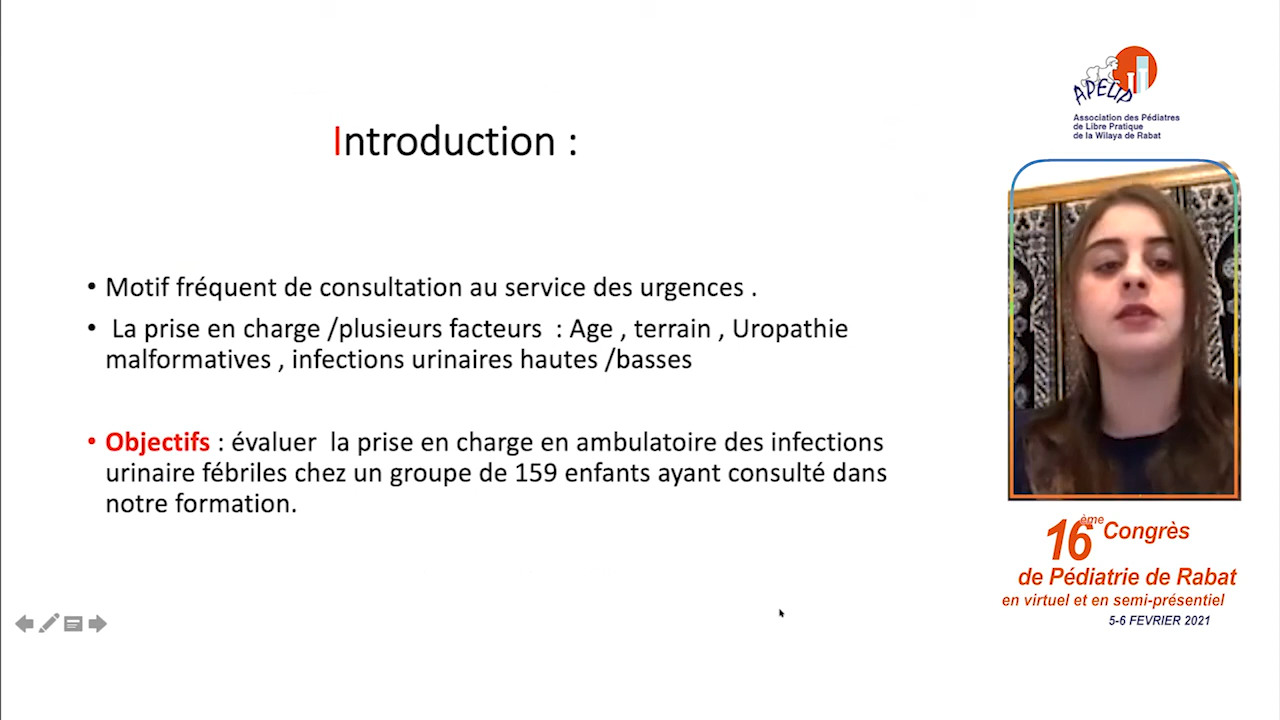 Introduction :
• Motif fréquent de consultation au service des urgences .
• La prise en charge /plusieurs facteurs : Age , terrain , Uropathie
malformatives , infections urinaires hautes /basses
• Objectifs : évaluer la prise en charge en ambulatoire des infections
urinaire fébriles chez un groupe de 159 enfants ayant consulté dans
notre formation.
APELIP
Association des Pédiatres
de Libre Pratique
de la Wilaya de Rabat
16ème Congrès
de Pédiatrie de Rabat
en virtuel et en semi-présentiel
5-6 FEVRIER 2021